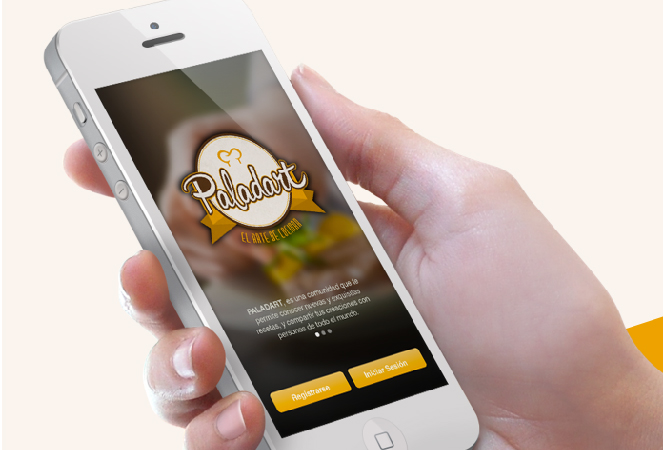 Paladart
EL ARTE DE COCINAR
PALADART, es una comunidad que le
permite conocer nuevas y exquisitas
recetas, y compartir tus creaciones con
personas de todo el mundo.
Registrarse
Iniciar Sesión